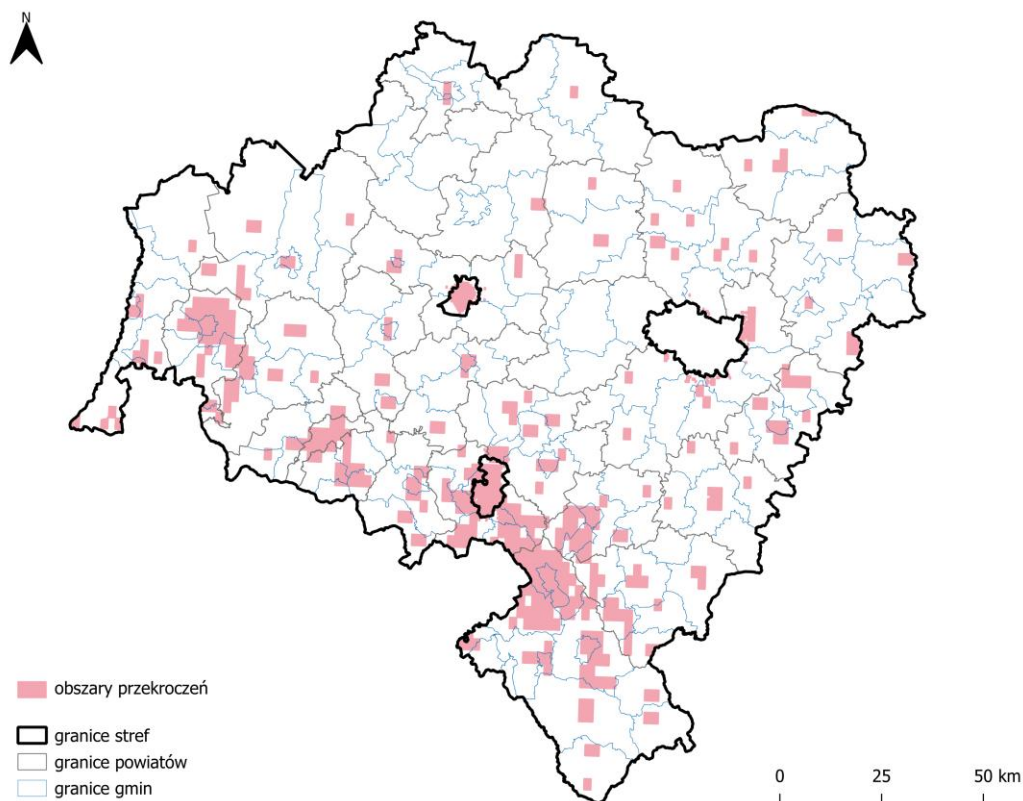 N
obszary przekroczeń
granice stref
granice powiatów
granice gmin
0 25 50 km